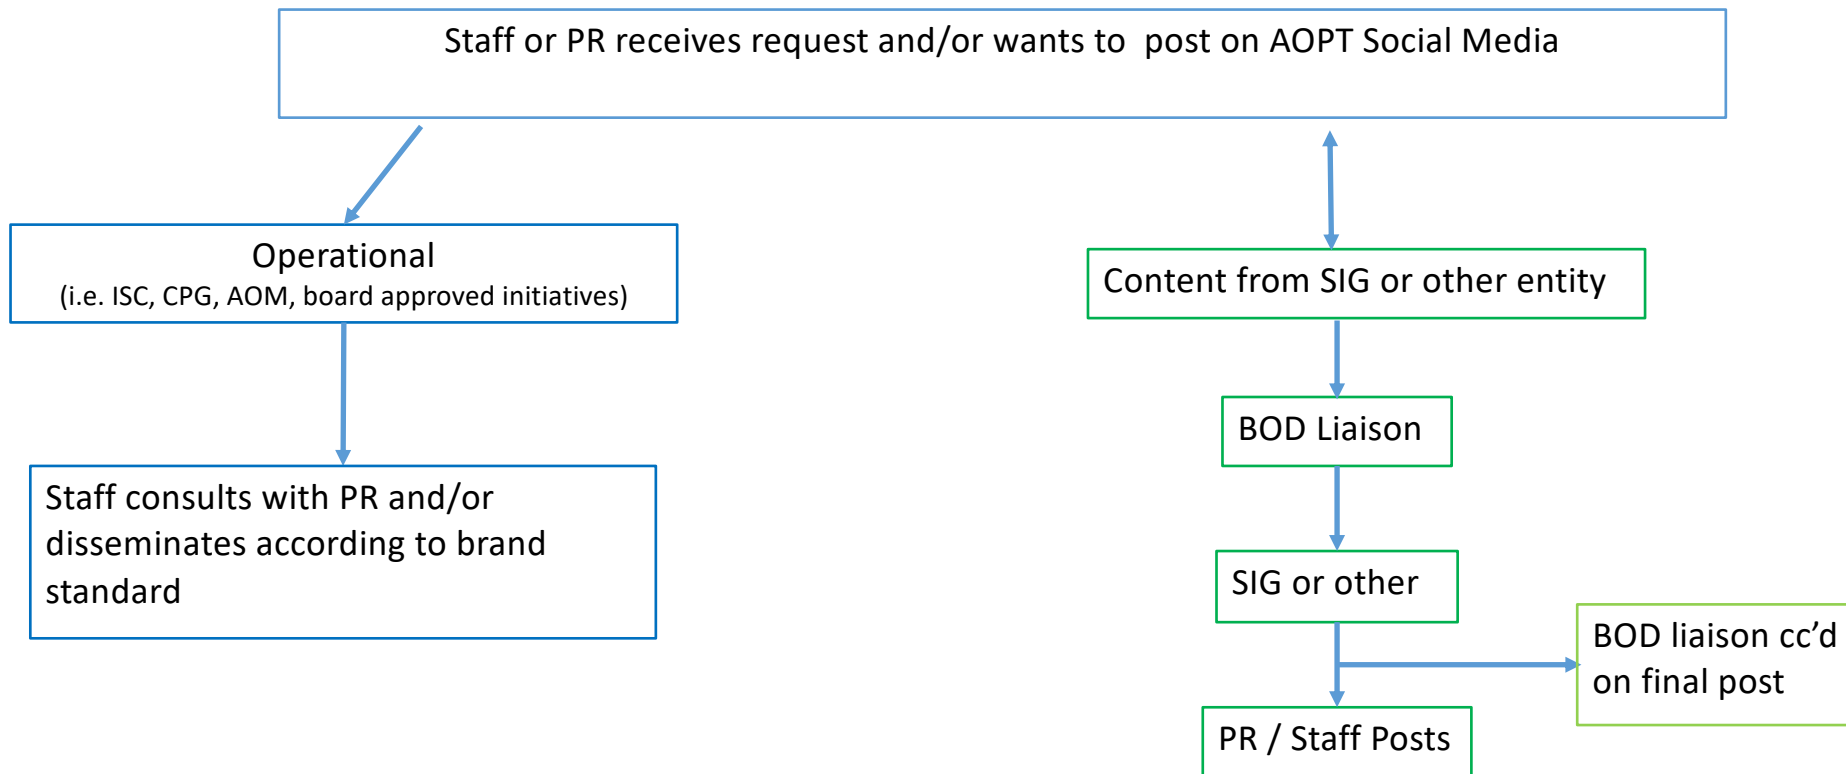 Staff or PR receives request and/or wants to  post on AOPT Social Media
Operational
(i.e. ISC, CPG, AOM, board approved initiatives)
Content from SIG or other entity
BOD Liaison
Staff consults with PR and/or
disseminates according to brand
standard
SIG or other
BOD liaison cc’d
on final post
PR / Staff Posts